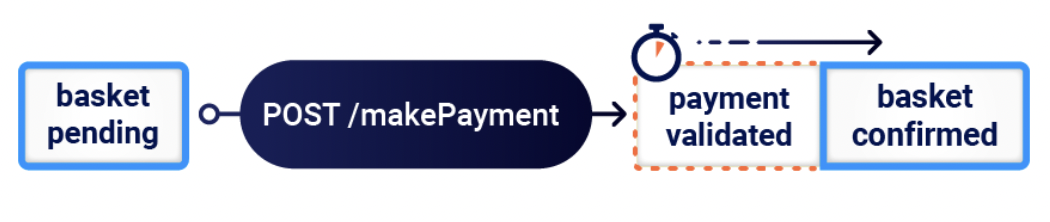 basket
pending
POST /makePayment
payment
validated
basket
confirmed